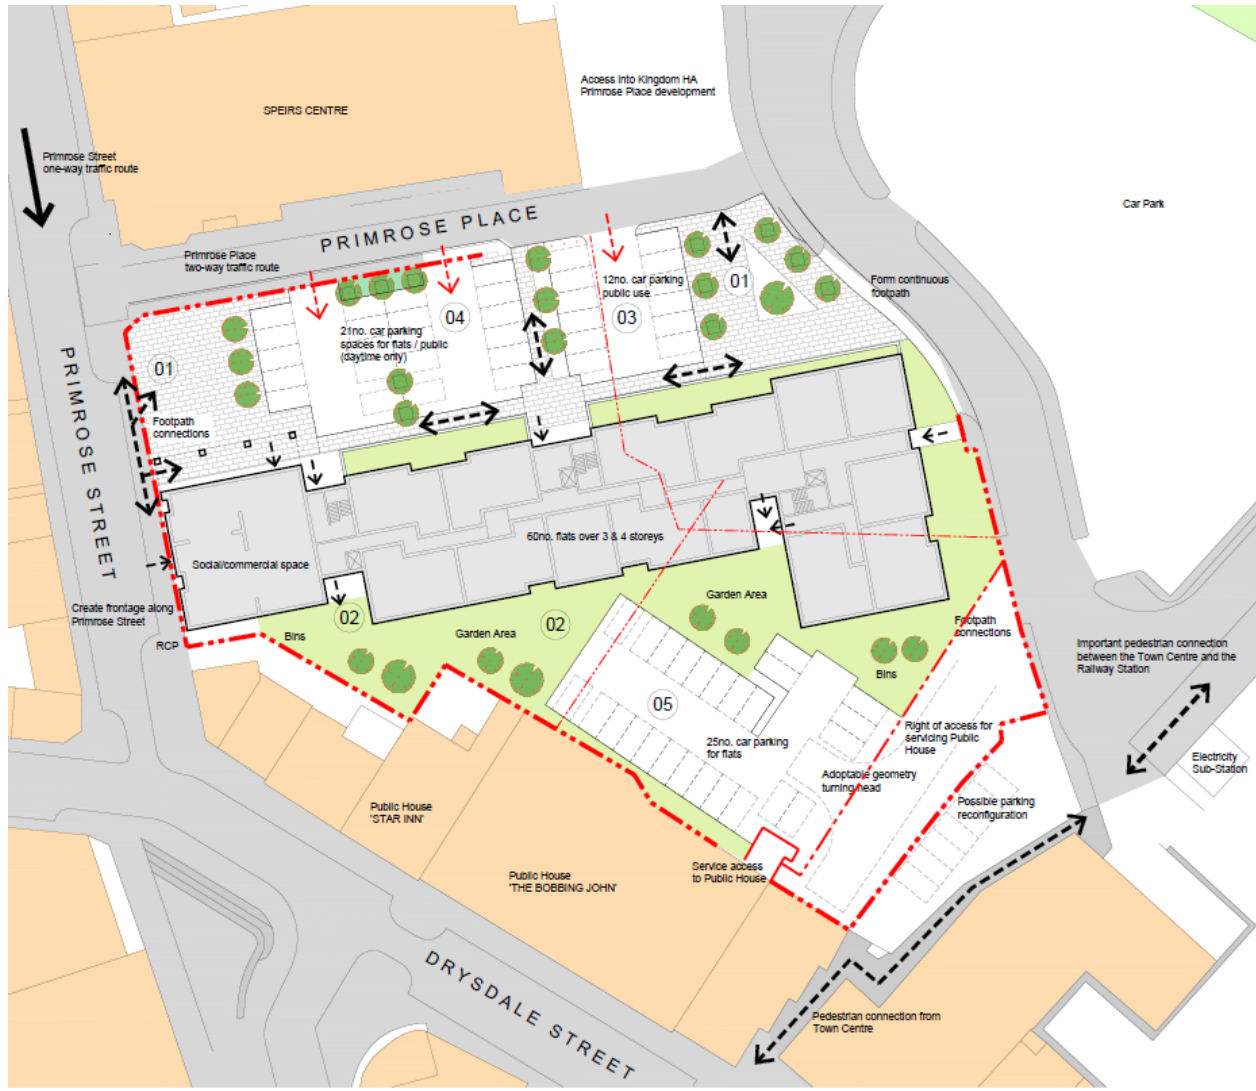 Access into Kingdom HA
Primrose Place development
SPEIRS CENTRE
Primrose Street
one-way traffic route
Car Park
PRIMROSE PLACE
Primrose Place
two-way traffic route
12no. car parking
public use
01
Form continuous
footpath
03
04
21no. car parking
spaces for flats / public
(daytime only)
01
PRIMROSE STREET
Footpath
connections
60no. flats over 3 & 4 storeys
Social/commercial space
Create frontage along
Primrose Street
RCP
Bins
02
Garden Area
02
Garden Area
Footpath
connections
Bins
Important pedestrian connection
between the Town Centre and the
Railway Station
05
25no. car parking
for flats
Right of access for
servicing Public
House
Adoptable geometry
turning head
Electricity
Sub-Station
Possible parking
reconfiguration
Public House
'STAR INN'
Service access
to Public House
Public House
'THE BOBBING JOHN'
DRYSDALE STREET
Pedestrian connection from
Town Centre